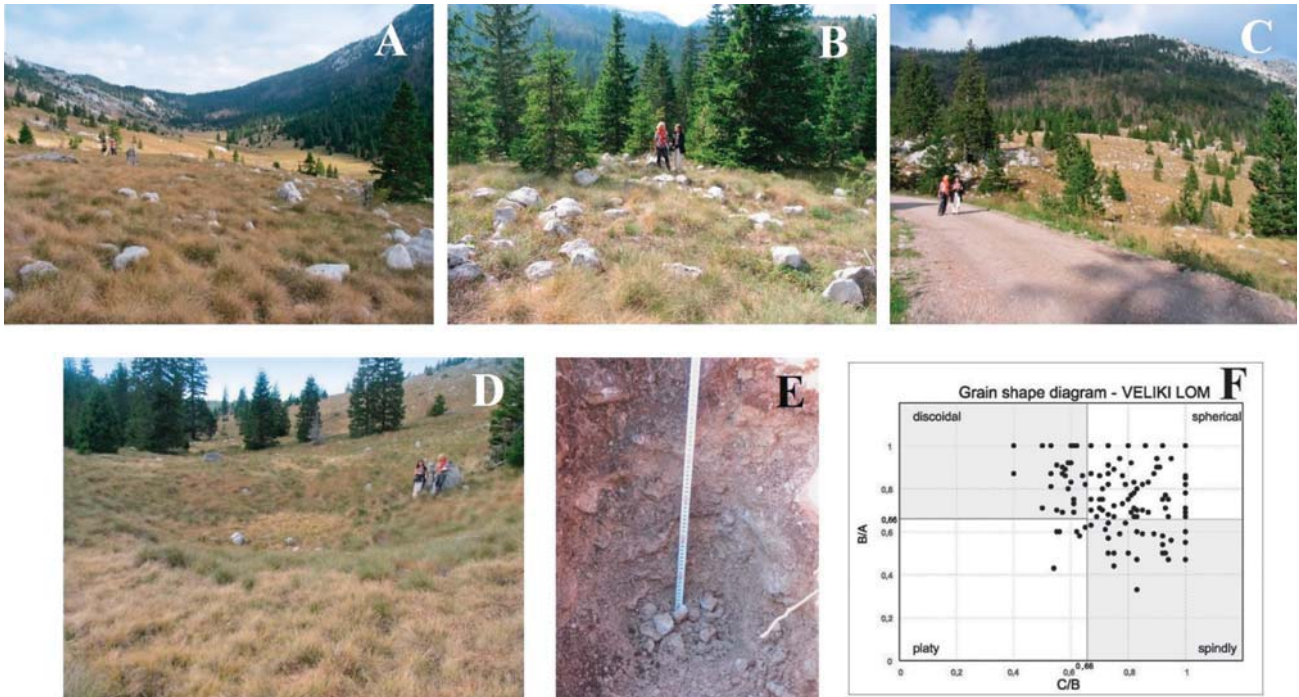 A
B
C
D
E
F
Grain shape diagram - VELIKI LOM
discoidal
spherical
1
0,8
0,66
0,6
0,4
0,2
0
B/A
platy
spindly
0
0,2
0,4
0,6
0,66
0,8
1
C/B